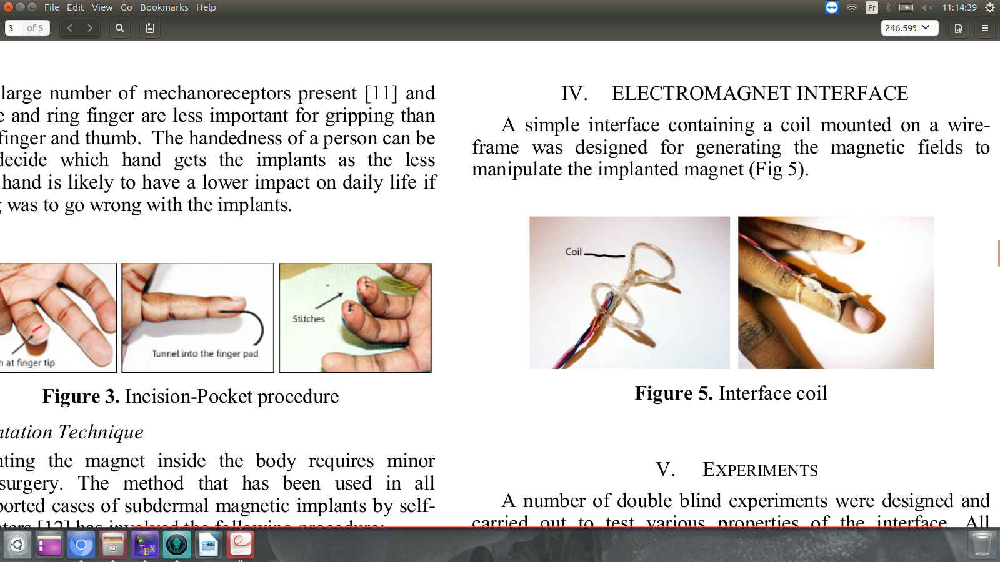 File Edit View Go Bookmarks Help
Fr
11:14:39
3 of 5
246.59%
large number of mechanoreceptors present [11] and
e and ring finger are less important for gripping than
finger and thumb. The handedness of a person can be
decide which hand gets the implants as the less
hand is likely to have a lower impact on daily life if
was to go wrong with the implants.
n at finger tip
Tunnel into the finger pad
Stitches
Figure 3. Incision-Pocket procedure
ntation Technique
nting the magnet inside the body requires minor
surgery. The method that has been used in all
ported cases of subdermal magnetic implants by self-
ters [12] has involved the following procedure:
IV. ELECTROMAGNET INTERFACE
A simple interface containing a coil mounted on a wire-
frame was designed for generating the magnetic fields to
manipulate the implanted magnet (Fig 5).
Coil
Figure 5. Interface coil
V. EXPERIMENTS
A number of double blind experiments were designed and
carried out to test various properties of the interface. All
TEX